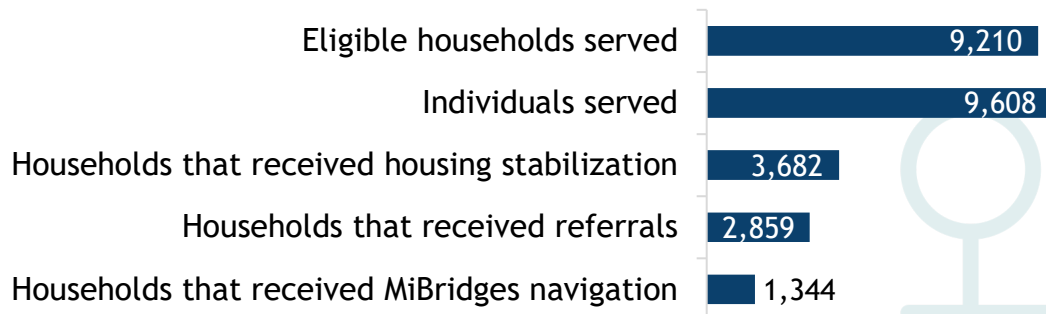 Eligible households served 9,210
Individuals served 9,608
Households that received housing stabilization 3,682
Households that received referrals 2,859
Households that received MiBridges navigation 1,344